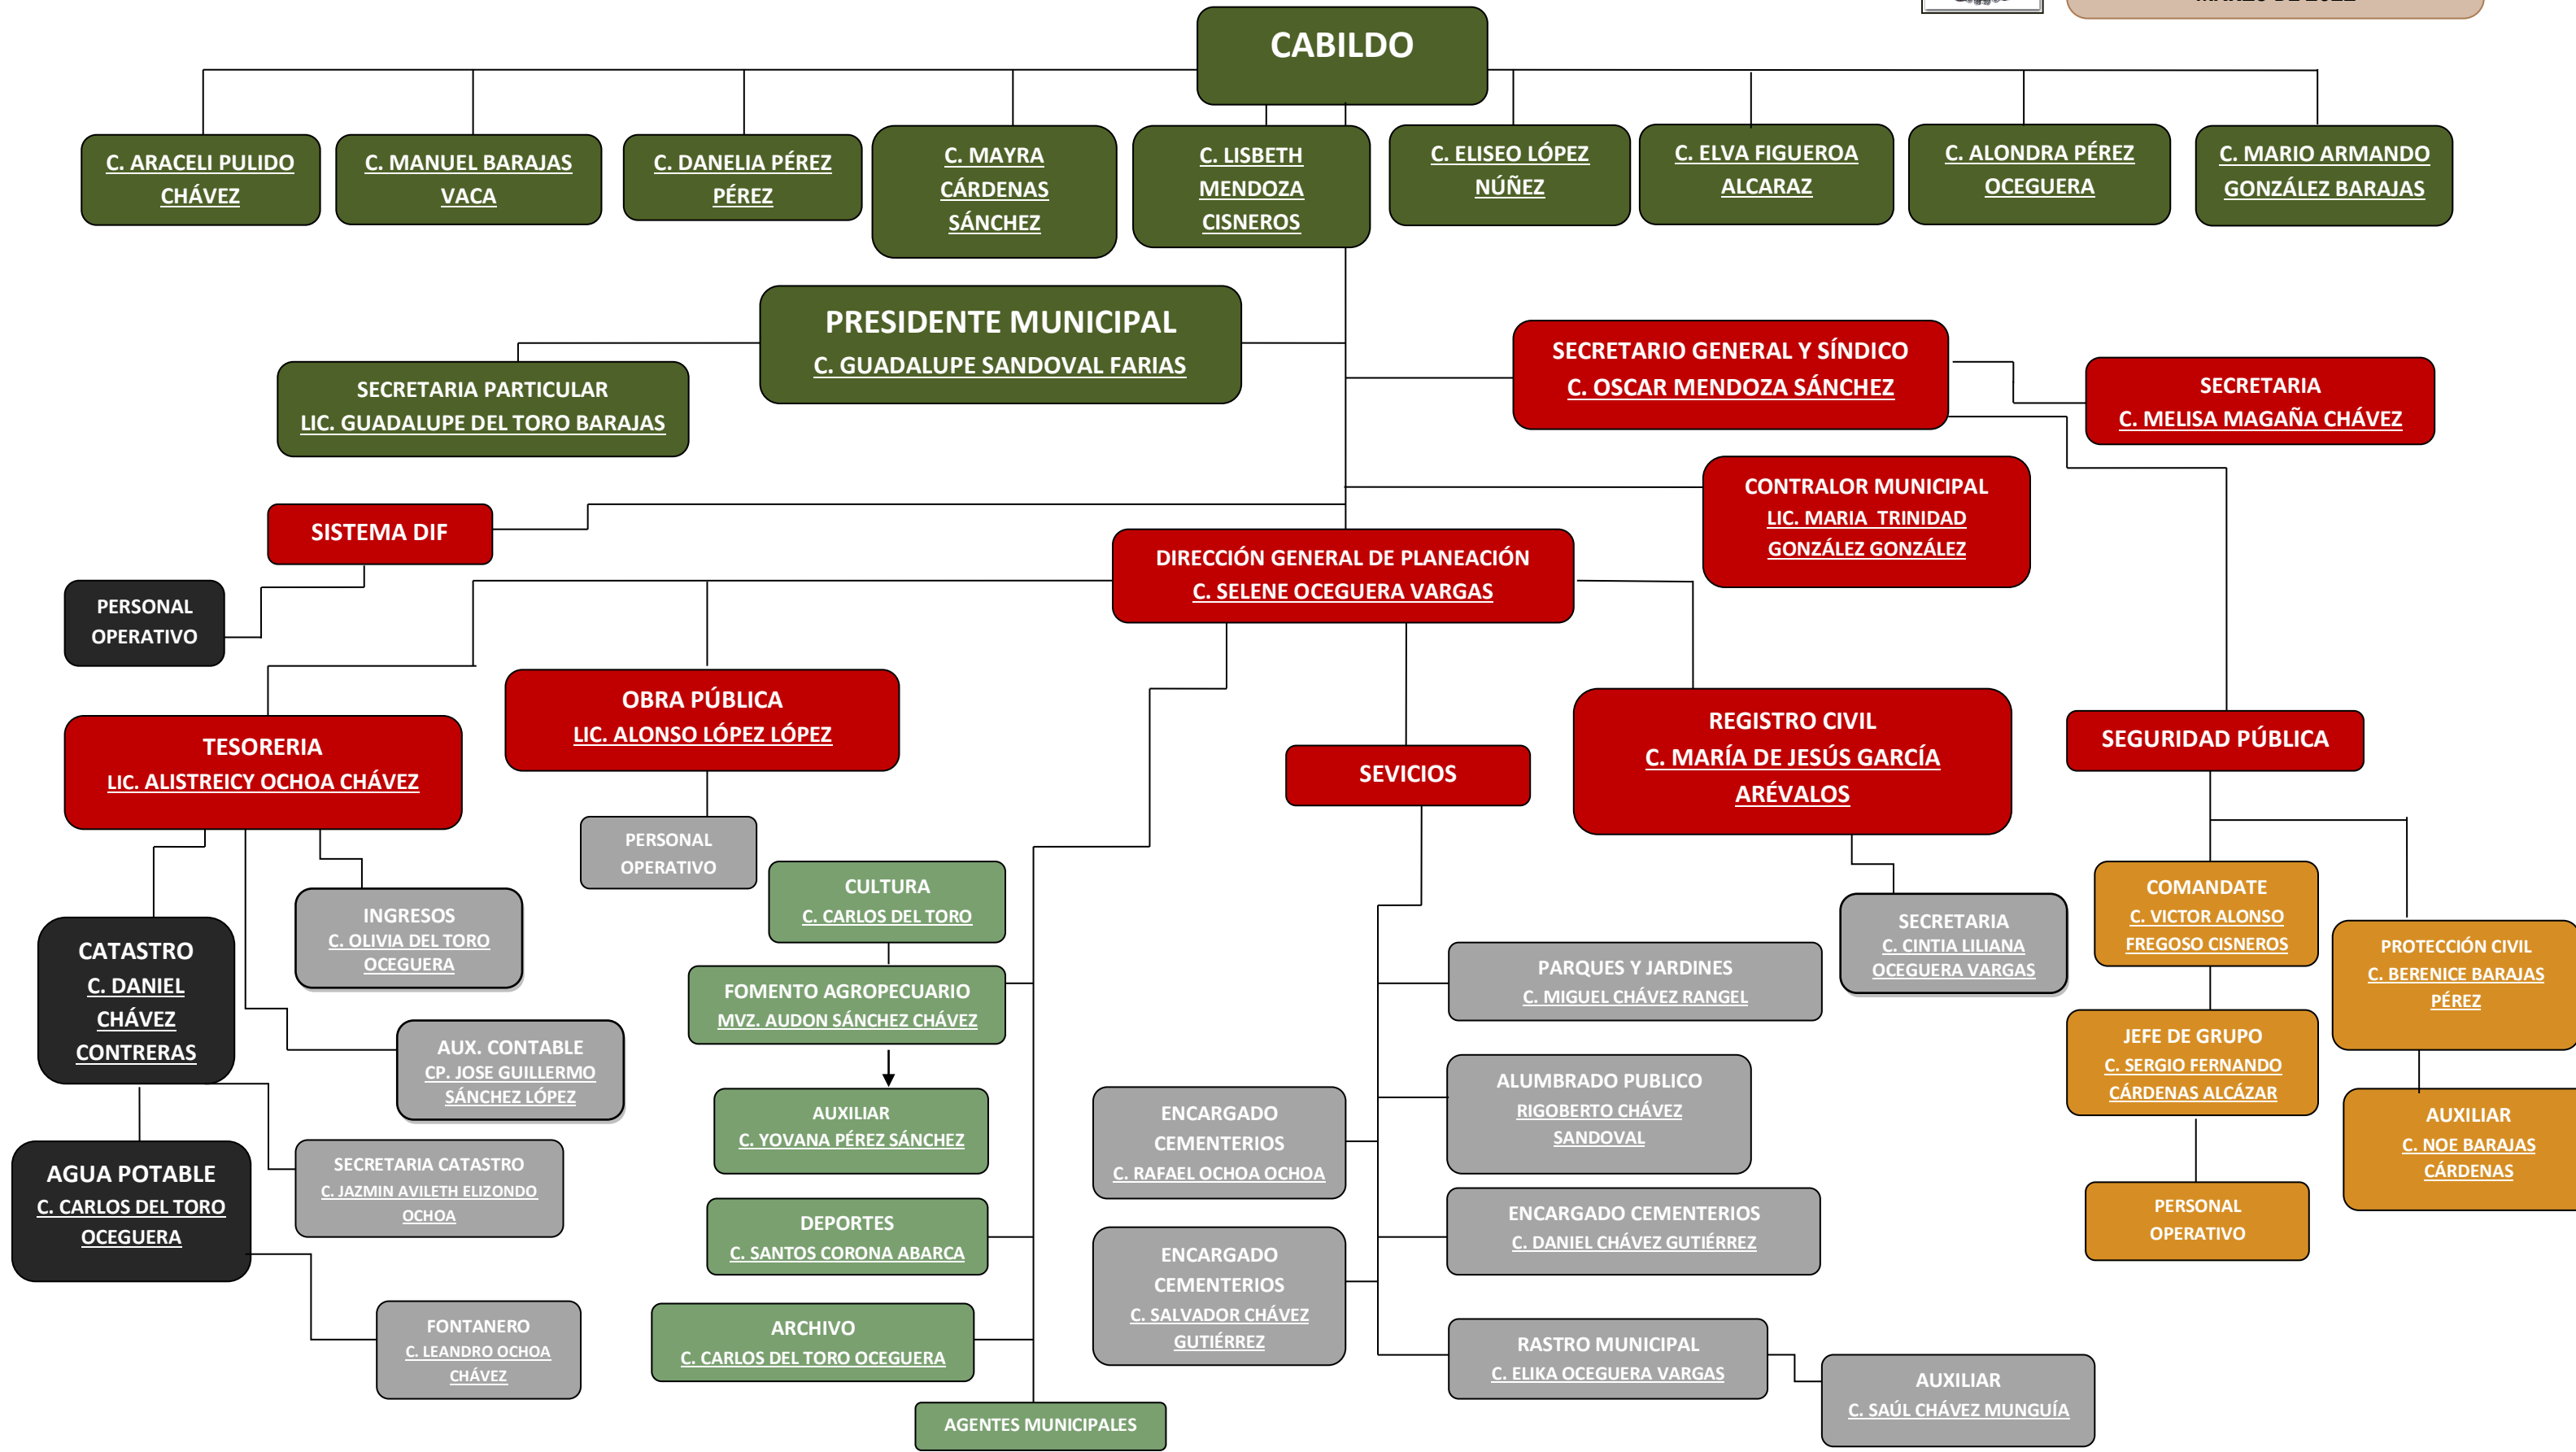 CABILDO
C. ARACELI PULIDO
CHÁVEZ
C. MANUEL BARAJAS
VACA
C. DANELIA PÉREZ
PÉREZ
C. MAYRA
CÁRDENAS
SÁNCHEZ
C. LISBETH
MENDOZA
CISNEROS
C. ELISEO LÓPEZ
NÚÑEZ
C. ELVA FIGUEROA
ALCARAZ
C. ALONDRA PÉREZ
OCEGUERA
C. MARIO ARMANDO
GONZÁLEZ BARAJAS
PRESIDENTE MUNICIPAL
C. GUADALUPE SANDOVAL FARIAS
SECRETARIA PARTICULAR
LIC. GUADALUPE DEL TORO BARAJAS
SECRETARIO GENERAL Y SÍNDICO
C. OSCAR MENDOZA SÁNCHEZ
SECRETARIA
C. MELISA MAGAÑA CHÁVEZ
CONTRALOR MUNICIPAL
LIC. MARIA TRINIDAD
GONZÁLEZ GONZÁLEZ
SISTEMA DIF
PERSONAL
OPERATIVO
DIRECCIÓN GENERAL DE PLANEACIÓN
C. SELENE OCEGUERA VARGAS
TESORERIA
LIC. ALISTREICY OCHOA CHÁVEZ
OBRA PÚBLICA
LIC. ALONSO LÓPEZ LÓPEZ
PERSONAL
OPERATIVO
SEVICIOS
REGISTRO CIVIL
C. MARÍA DE JESÚS GARCÍA
ARÉVALOS
SEGURIDAD PÚBLICA
CATASTRO
C. DANIEL
CHÁVEZ
CONTRERAS
INGRESOS
C. OLIVIA DEL TORO
OCEGUERA
AUX. CONTABLE
CP. JOSE GUILLERMO
SÁNCHEZ LÓPEZ
AGUA POTABLE
C. CARLOS DEL TORO
OCEGUERA
SECRETARIA CATASTRO
C. JAZMIN AVILETH ELIZONDO
OCHOA
FONTANERO
C. LEANDRO OCHOA
CHÁVEZ
CULTURA
C. CARLOS DEL TORO
FOMENTO AGROPECUARIO
MVZ. AUDON SÁNCHEZ CHÁVEZ
AUXILIAR
C. YOVANA PÉREZ SÁNCHEZ
DEPORTES
C. SANTOS CORONA ABARCA
ARCHIVO
C. CARLOS DEL TORO OCEGUERA
AGENTES MUNICIPALES
ENCARGADO
CEMENTERIOS
C. RAFAEL OCHOA OCHOA
ENCARGADO
CEMENTERIOS
C. SALVADOR CHÁVEZ
GUTIÉRREZ
PARQUES Y JARDINES
C. MIGUEL CHÁVEZ RANGEL
ALUMBRADO PUBLICO
RIGOBERTO CHÁVEZ
SANDOVAL
ENCARGADO CEMENTERIOS
C. DANIEL CHÁVEZ GUTIÉRREZ
RASTRO MUNICIPAL
C. ELIKA OCEGUERA VARGAS
AUXILIAR
C. SAÚL CHÁVEZ MUNGUÍA
SECRETARIA
C. CINTIA LILIANA
OCEGUERA VARGAS
COMANDATE
C. VICTOR ALONSO
FREGOSO CISNEROS
JEFE DE GRUPO
C. SERGIO FERNANDO
CÁRDENAS ALCÁZAR
PERSONAL
OPERATIVO
PROTECCIÓN CIVIL
C. BERENICE BARAJAS
PÉREZ
AUXILIAR
C. NOE BARAJAS
CÁRDENAS